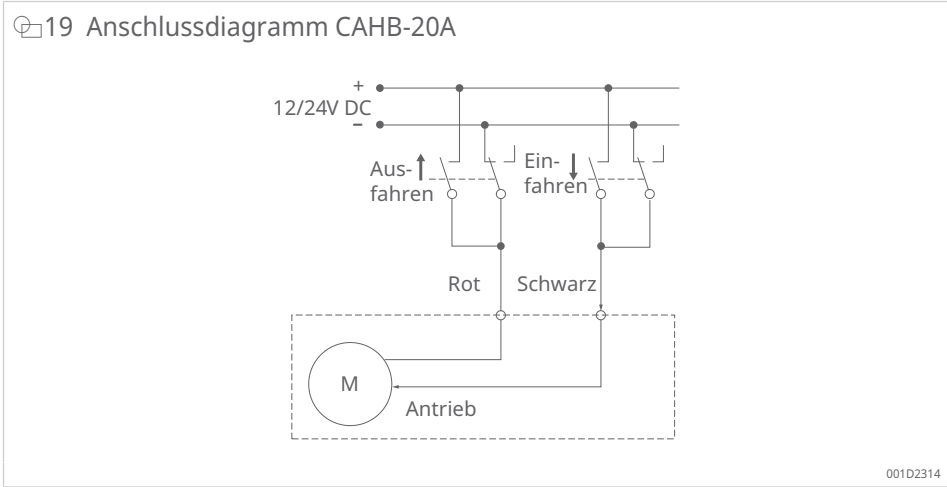 19 Anschlussdiagramm CAHB-20A
+
12/24V DC
–
Aus-
fahren
Ein-
fahren
Rot
Schwarz
M
Antrieb
001D2314